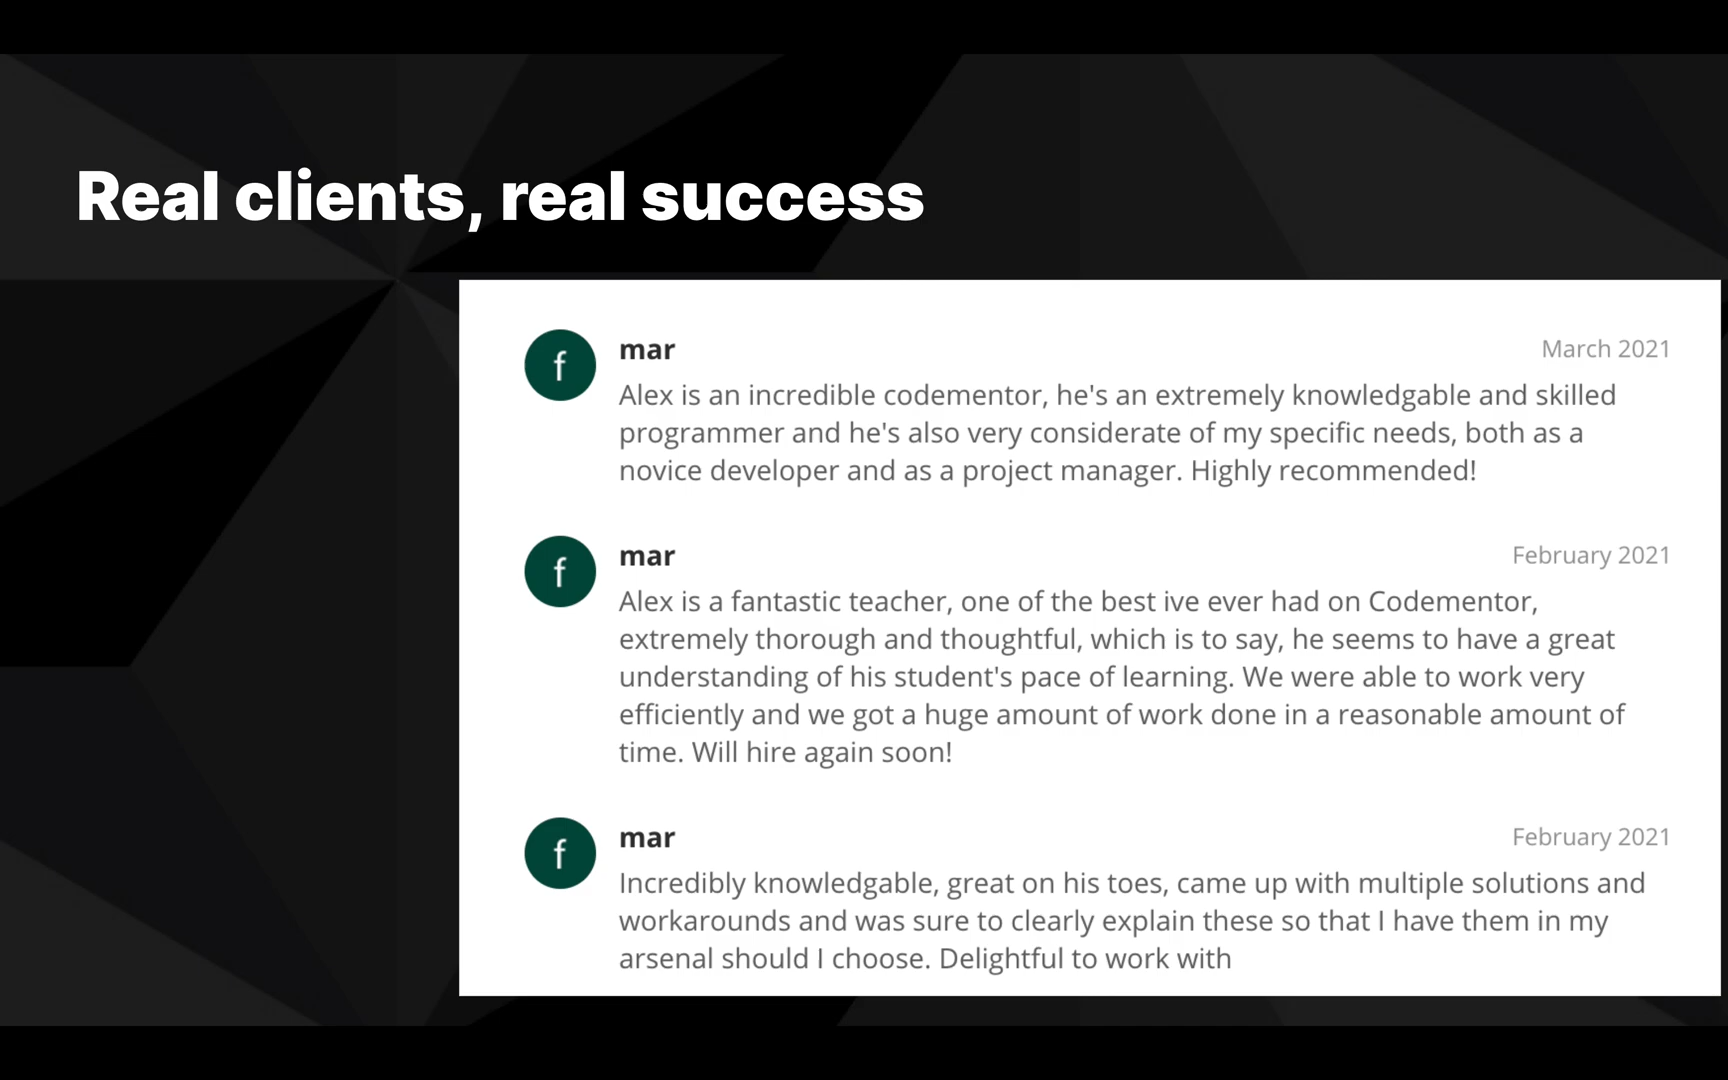 Real clients, real success
f
mar
March 2021
Alex is an incredible codementor, he's an extremely knowledgable and skilled
programmer and he's also very considerate of my specific needs, both as a
novice developer and as a project manager. Highly recommended!
f
mar
February 2021
Alex is a fantastic teacher, one of the best ive ever had on Codementor,
extremely thorough and thoughtful, which is to say, he seems to have a great
understanding of his student's pace of learning. We were able to work very
efficiently and we got a huge amount of work done in a reasonable amount of
time. Will hire again soon!
f
mar
February 2021
Incredibly knowledgable, great on his toes, came up with multiple solutions and
workarounds and was sure to clearly explain these so that I have them in my
arsenal should I choose. Delightful to work with